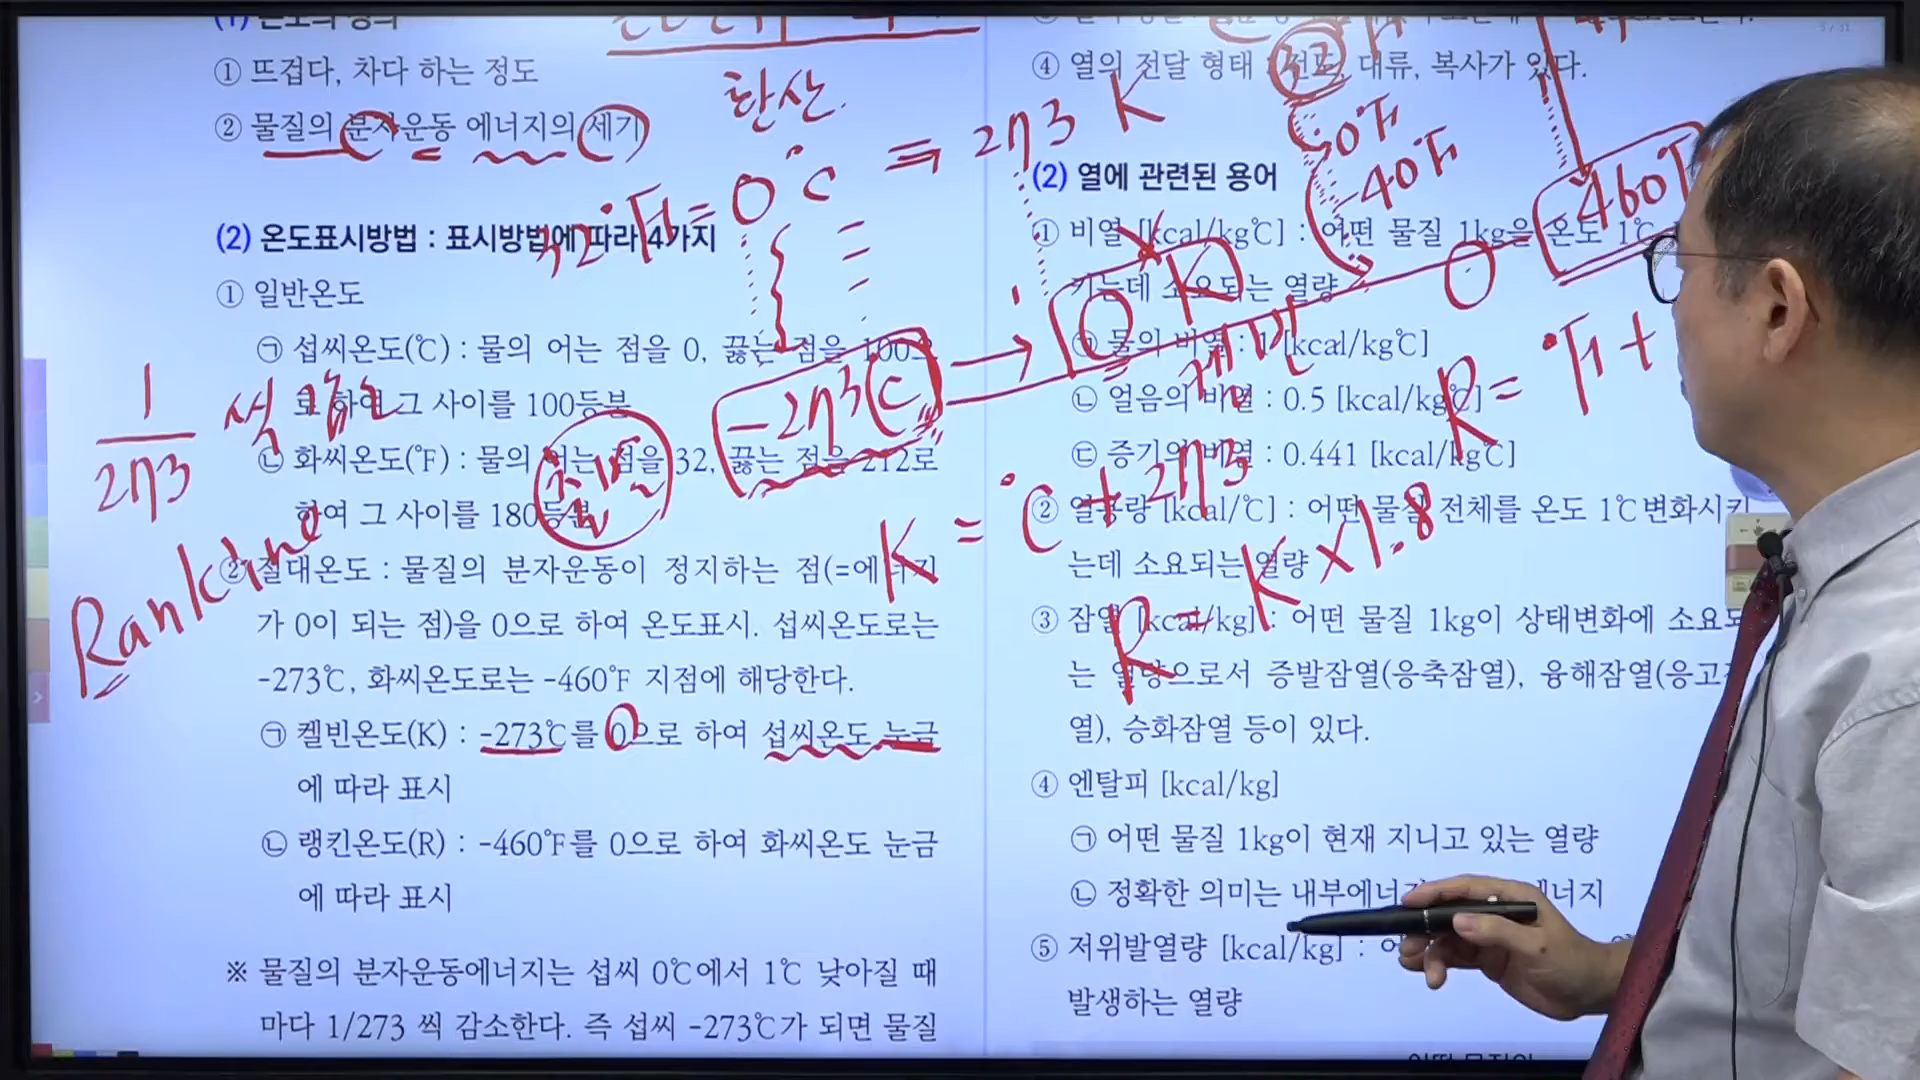 (1) 온도의 정의
① 뜨겁다, 차다 하는 정도
② 물질의 분자운동 에너지의 세기
(2) 온도표시방법 : 표시방법에 따라 4가지
① 일반온도
㉠ 섭씨온도(℃) : 물의 어는 점을 0, 끓는 점을 100으
로 하여 그 사이를 100등분
㉡ 화씨온도(℉) : 물의 어는 점을 32, 끓는 점을 212로
하여 그 사이를 180등분
② 절대온도 : 물질의 분자운동이 정지하는 점(=에너지
가 0이 되는 점)을 0으로 하여 온도표시. 섭씨온도로는
-273℃, 화씨온도로는 -460℉ 지점에 해당한다.
㉠ 켈빈온도(K) : -273℃를 0으로 하여 섭씨온도 눈금
에 따라 표시
㉡ 랭킨온도(R) : -460℉를 0으로 하여 화씨온도 눈금
에 따라 표시
※ 물질의 분자운동에너지는 섭씨 0℃에서 1℃ 낮아질 때
마다 1/273 씩 감소한다. 즉 섭씨 -273℃가 되면 물질
④ 열의 전달 형태 : 전도, 대류, 복사가 있다.
(2) 열에 관련된 용어
① 비열 [kcal/kg℃] : 어떤 물질 1kg을 온도 1℃
키는데 소요되는 열량
㉠ 물의 비열 : 1 [kcal/kg℃]
㉡ 얼음의 비열 : 0.5 [kcal/kg℃]
㉢ 증기의 비열 : 0.441 [kcal/kg℃]
② 열용량 [kcal/℃] : 어떤 물질 전체를 온도 1℃변화시키
는데 소요되는 열량
③ 잠열 [kcal/kg] : 어떤 물질 1kg이 상태변화에 소요되
는 열량으로서 증발잠열(응축잠열), 융해잠열(응고잠
열), 승화잠열 등이 있다.
④ 엔탈피 [kcal/kg]
㉠ 어떤 물질 1kg이 현재 지니고 있는 열량
㉡ 정확한 의미는 내부에너지
⑤ 저위발열량 [kcal/kg] :
발생하는 열량
환산
32℉=0℃ ⇒ 273 K
32
0℉
-40℉
-460℉
-273℃ → 0 K
0
켈빈
1/273 씩 감소
K = ℃ + 273
R = ℉ +
R = K × 1.8
Rankine